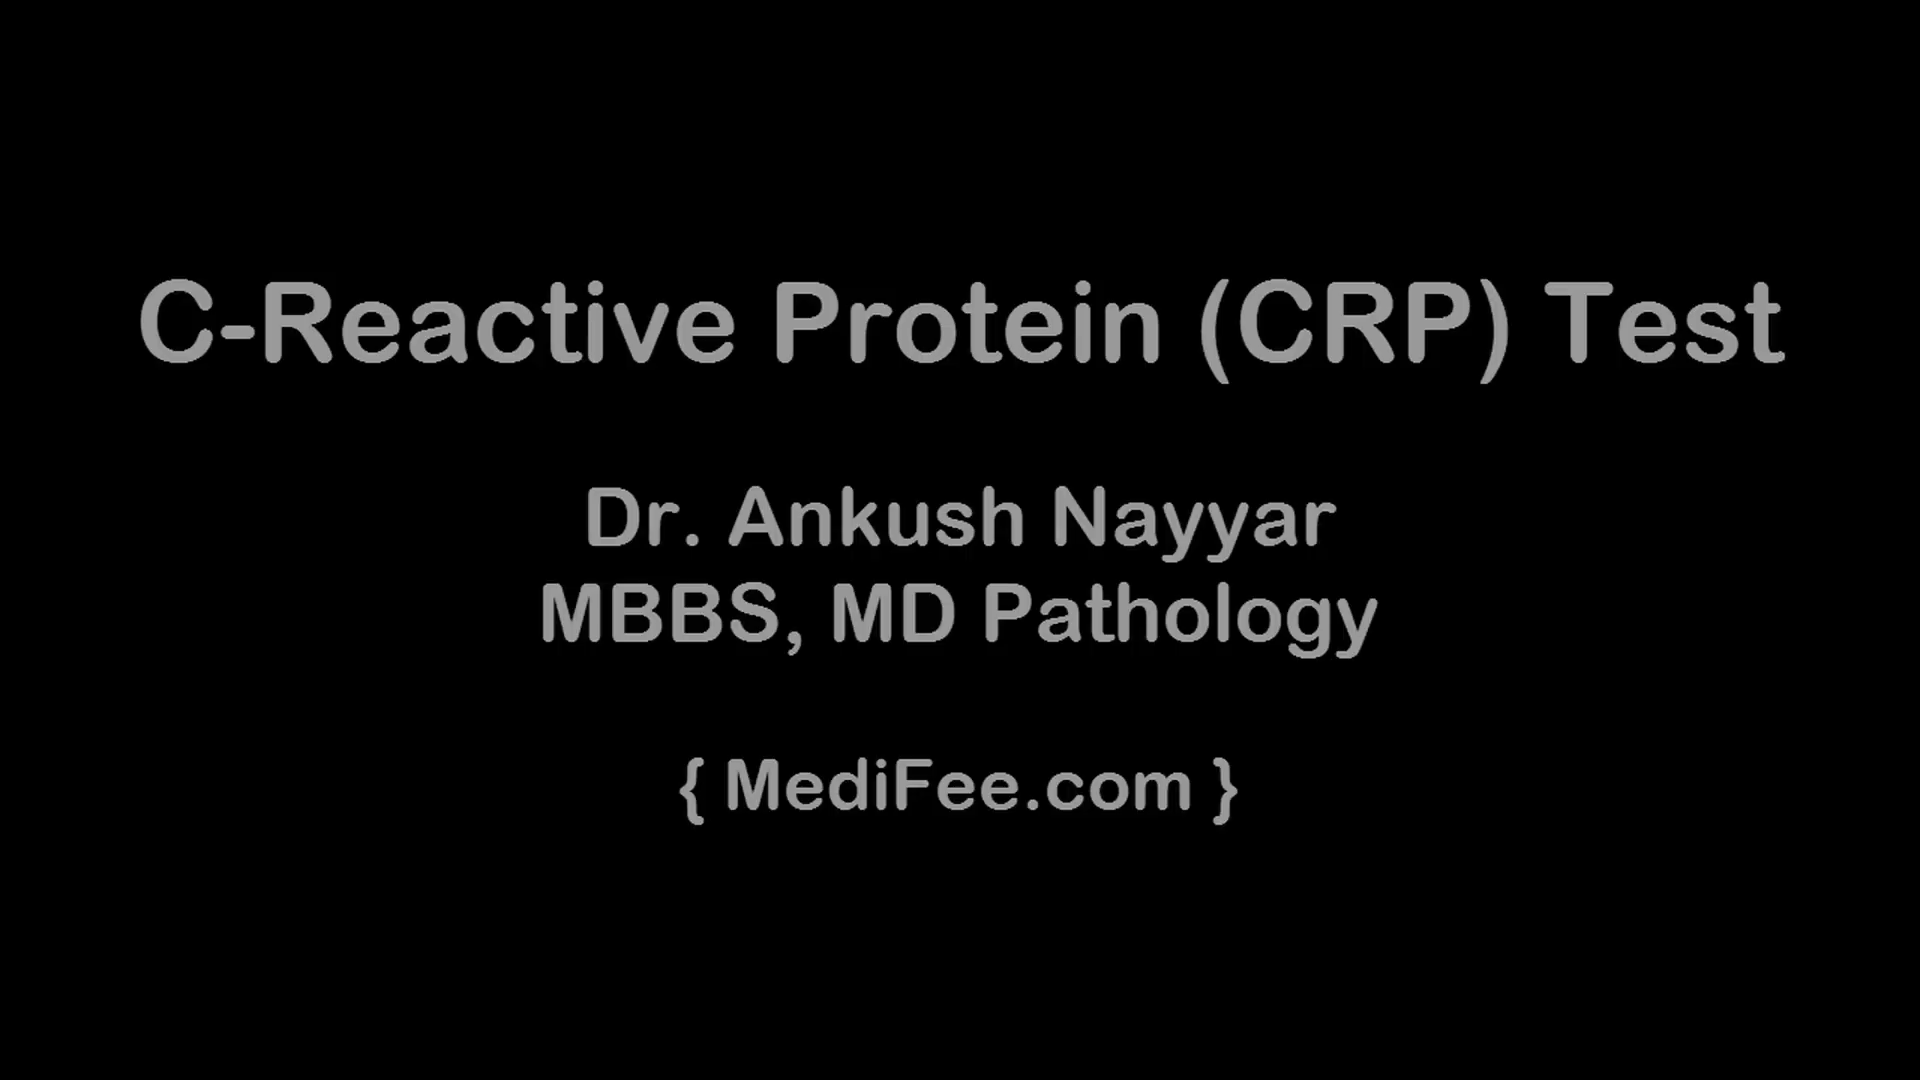 C-Reactive Protein (CRP) Test
Dr. Ankush Nayyar
MBBS, MD Pathology
{ MediFee.com }